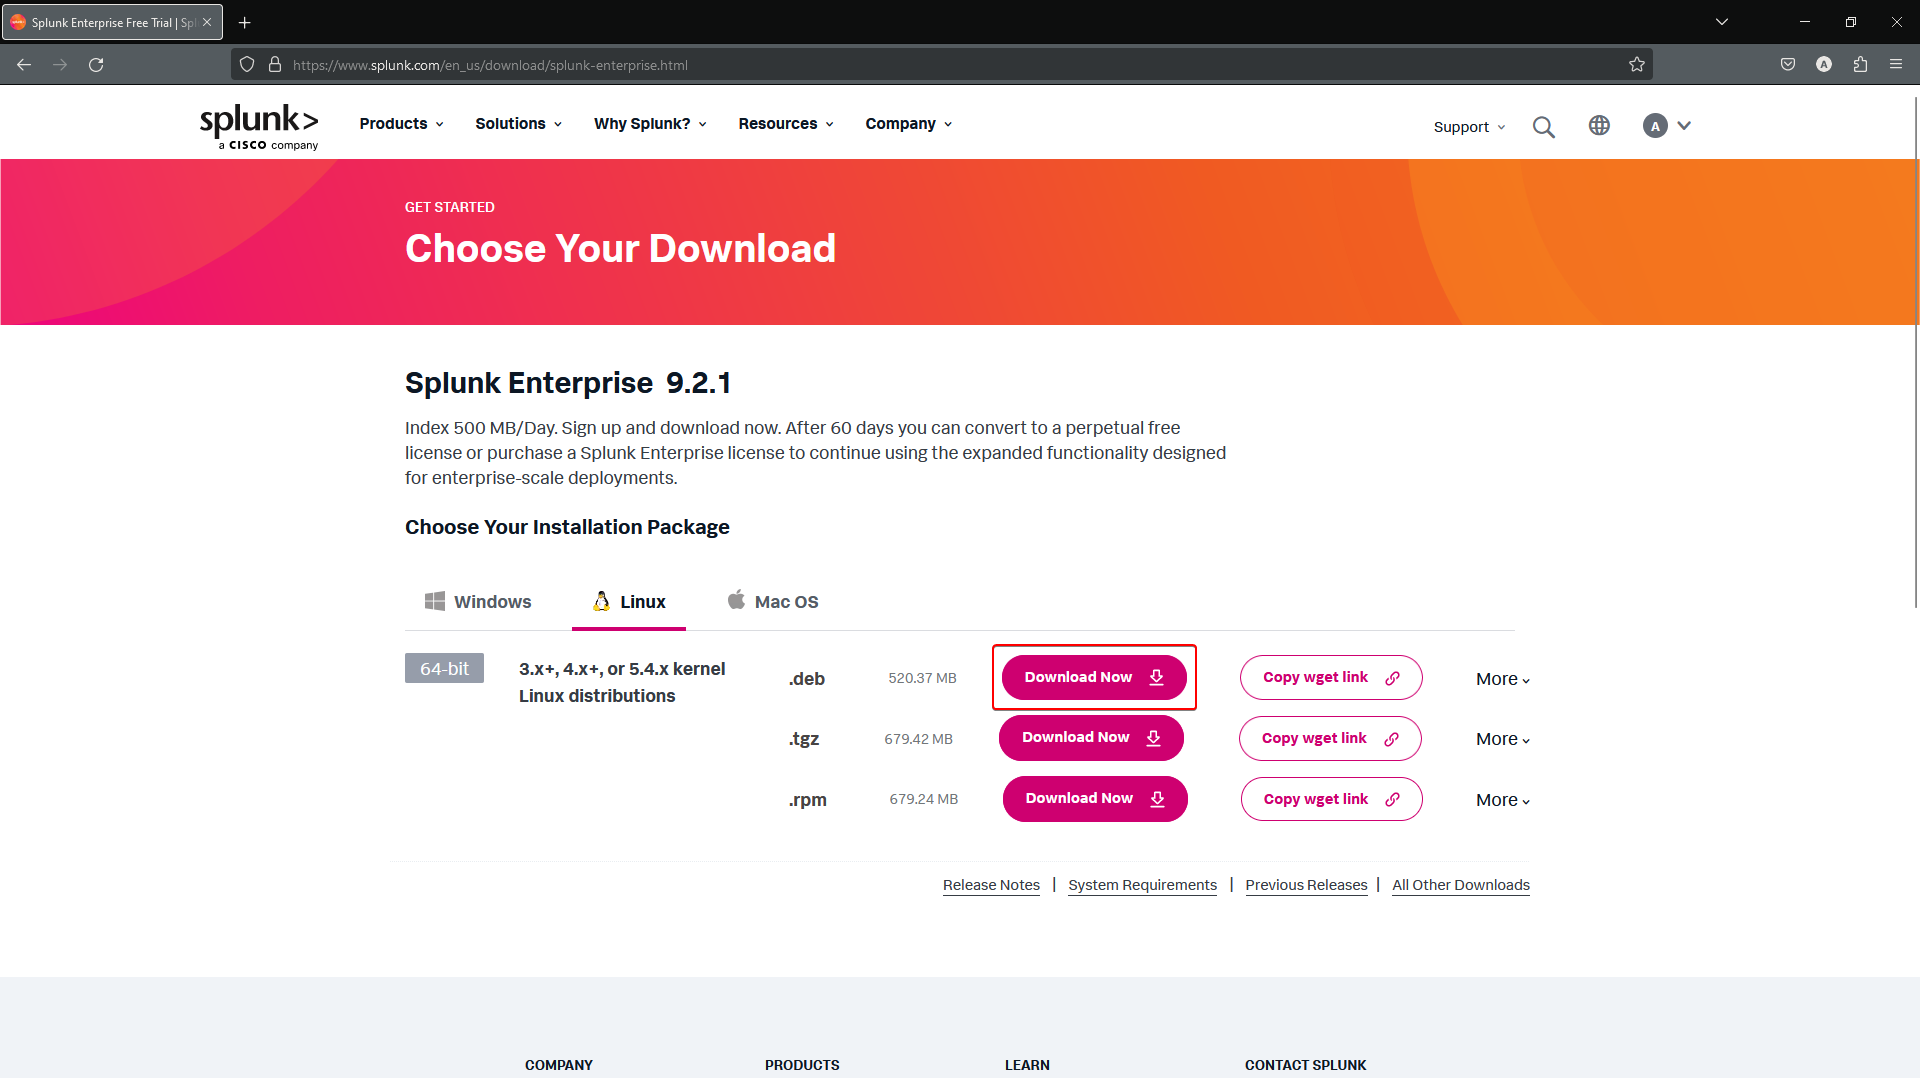 Splunk Enterprise Free Trial | Spl
https://www.splunk.com/en_us/download/splunk-enterprise.html
A
splunk>
a CISCO company
Products
Solutions
Why Splunk?
Resources
Company
Support
A
GET STARTED
Choose Your Download
Splunk Enterprise 9.2.1
Index 500 MB/Day. Sign up and download now. After 60 days you can convert to a perpetual free
license or purchase a Splunk Enterprise license to continue using the expanded functionality designed
for enterprise-scale deployments.
Choose Your Installation Package
Windows
Linux
Mac OS
64-bit
3.x+, 4.x+, or 5.4.x kernel
Linux distributions
.deb 520.37 MB Download Now Copy wget link More
.tgz 679.42 MB Download Now Copy wget link More
.rpm 679.24 MB Download Now Copy wget link More
Release Notes | System Requirements | Previous Releases | All Other Downloads
COMPANY
PRODUCTS
LEARN
CONTACT SPLUNK